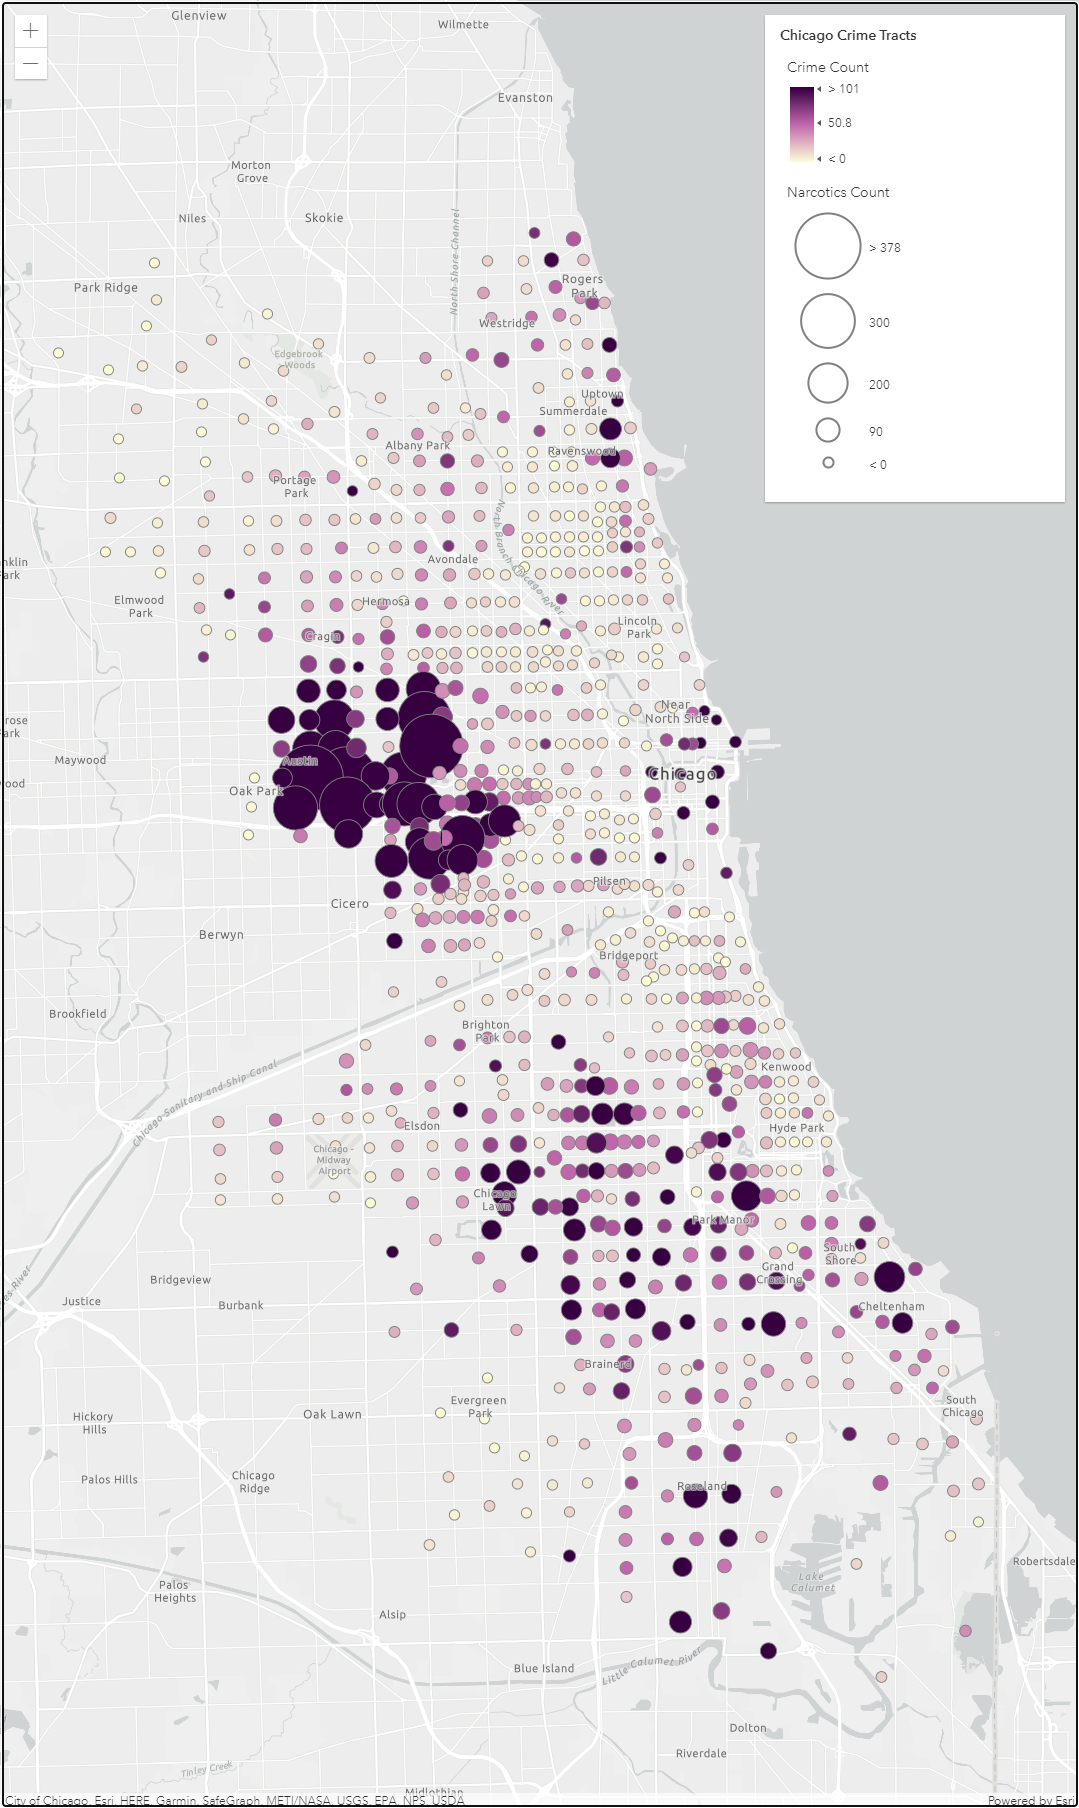 Glenview
Wilmette
Chicago Crime Tracts
Crime Count
> 101
50.8
< 0
Narcotics Count
> 378
300
200
90
< 0
Evanston
Morton
Grove
Niles
Skokie
North Shore Channel
Park Ridge
Rogers
Park
Westridge
Edgebrook
Woods
Uptown
Summerdale
Albany Park
Ravenswood
Portage
Park
North Branch Chicago River
nklin
Park
Avondale
Elmwood
Park
Hermosa
Lincoln
Park
Cragin
rose
ark
Near
North Side
Maywood
Austin
Chicago
wood
Oak Park
Pilsen
Cicero
Berwyn
Bridgeport
Brookfield
Brighton
Park
Chicago Sanitary and Ship Canal
Kenwood
Elsdon
Hyde Park
Chicago -
Midway
Airport
Chicago
Lawn
Park Manor
South
Shore
es River
Bridgeview
Grand
Crossing
Justice
Burbank
Cheltenham
Brainerd
Evergreen
Park
Oak Lawn
South
Chicago
Hickory
Hills
Palos Hills
Chicago
Ridge
Roseland
Lake
Calumet
Robertsdale
Palos
Heights
Alsip
Blue Island
Little Calumet River
Dolton
Riverdale
Tinley Creek
Midlothian
City of Chicago, Esri, HERE, Garmin, SafeGraph, METI/NASA, USGS, EPA, NPS, USDA
Powered by Esri